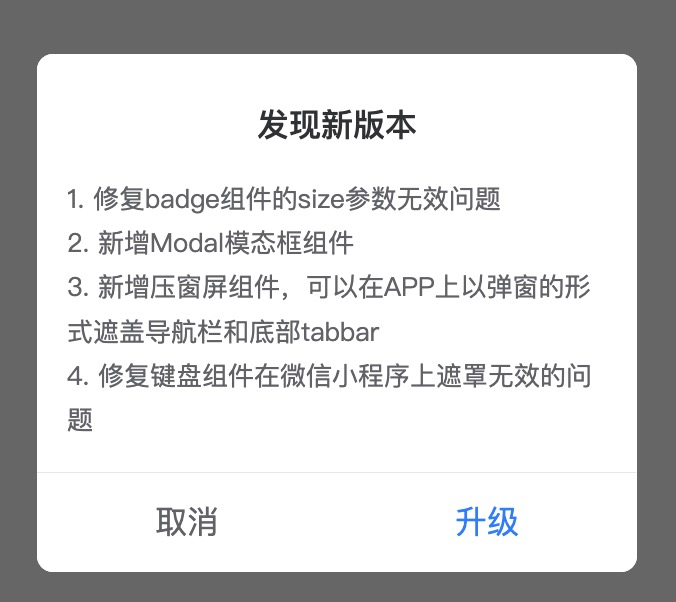 发现新版本
1. 修复badge组件的size参数无效问题
2. 新增Modal模态框组件
3. 新增压窗屏组件，可以在APP上以弹窗的形
式遮盖导航栏和底部tabbar
4. 修复键盘组件在微信小程序上遮罩无效的问
题
取消
升级